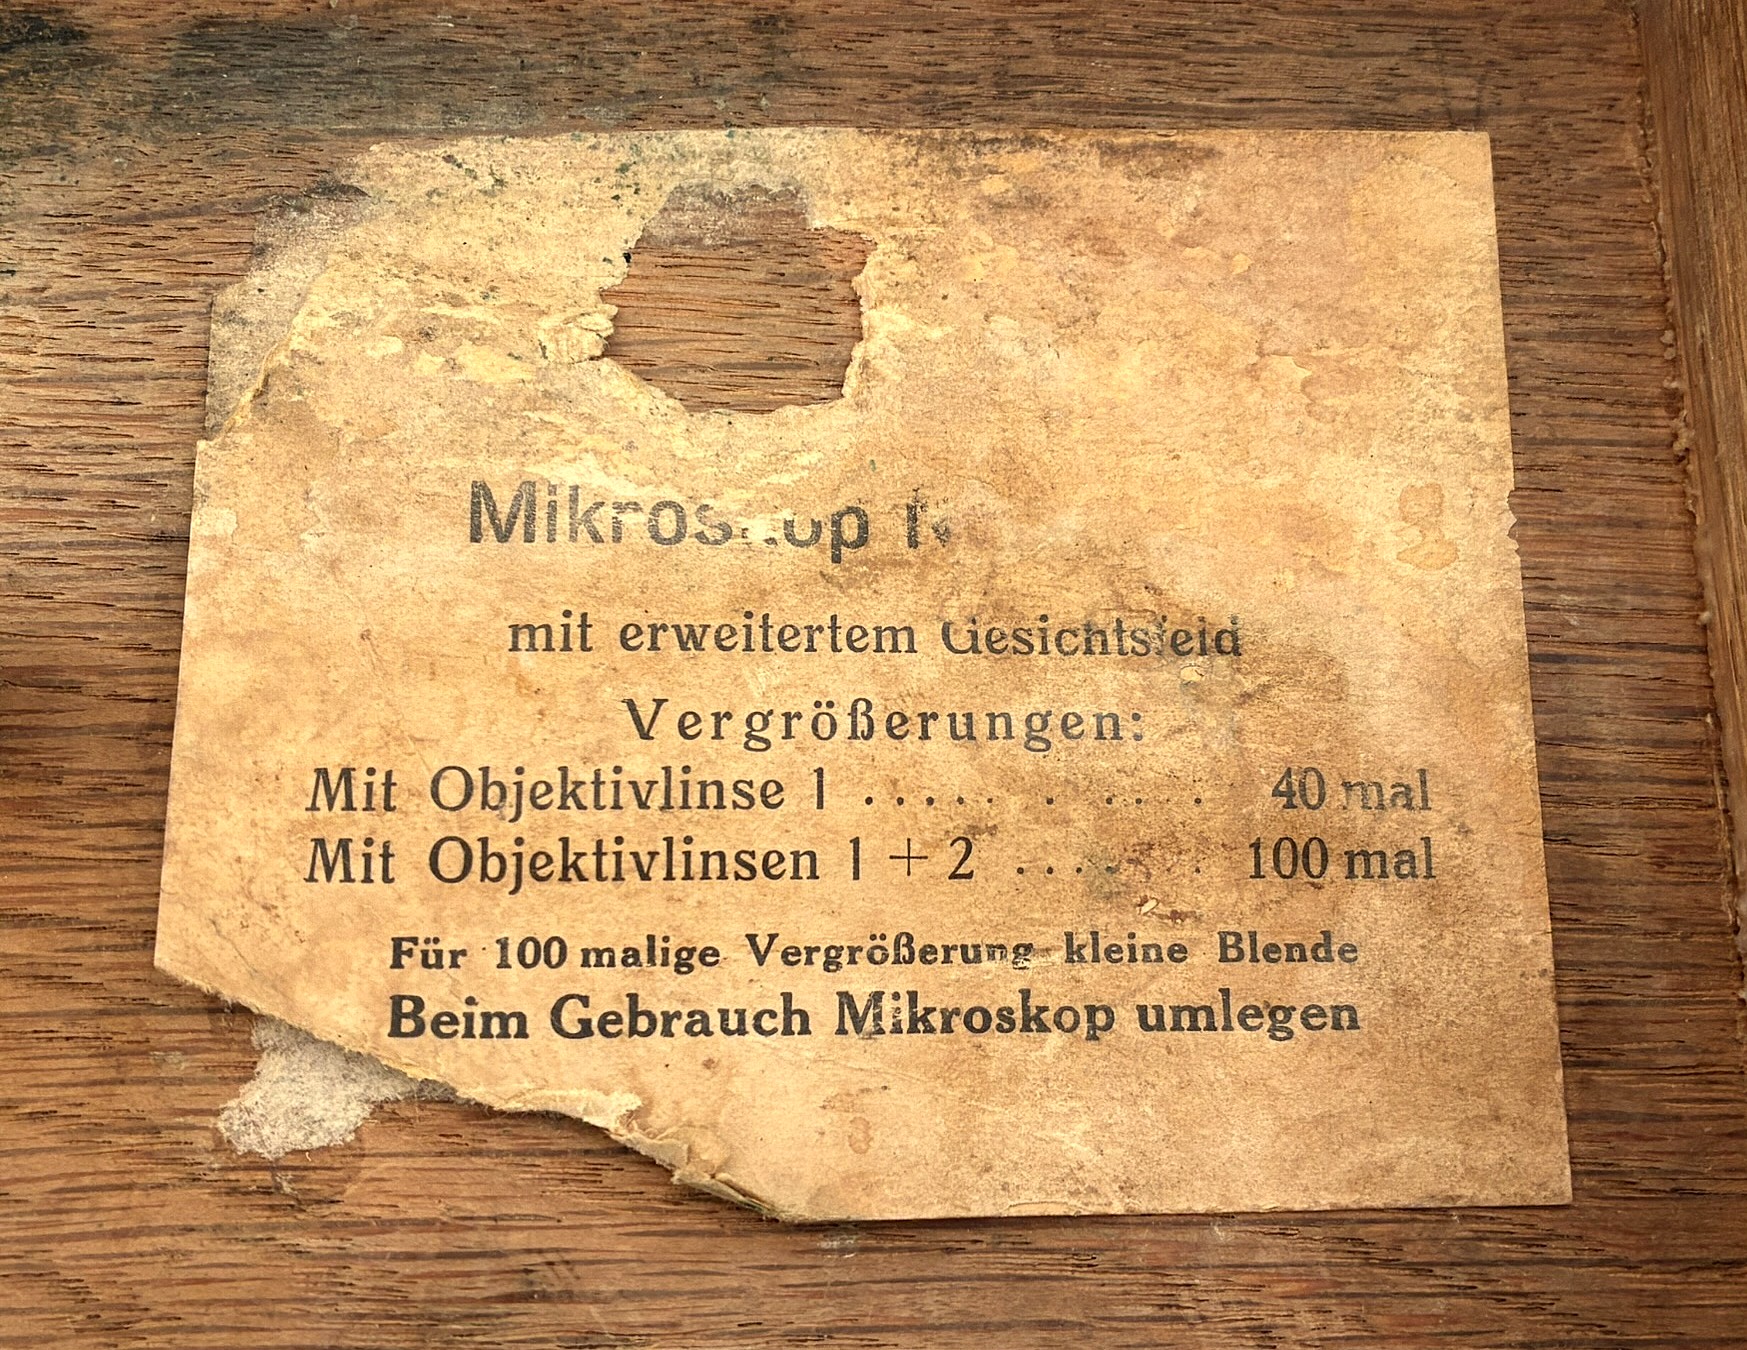 Mikroskop
mit erweitertem Gesichtsfeld
Vergrößerungen:
Mit Objektivlinse 1 . . . . . . . . . . . 40 mal
Mit Objektivlinsen 1 + 2 . . . . . . . 100 mal
Für 100 malige Vergrößerung kleine Blende
Beim Gebrauch Mikroskop umlegen